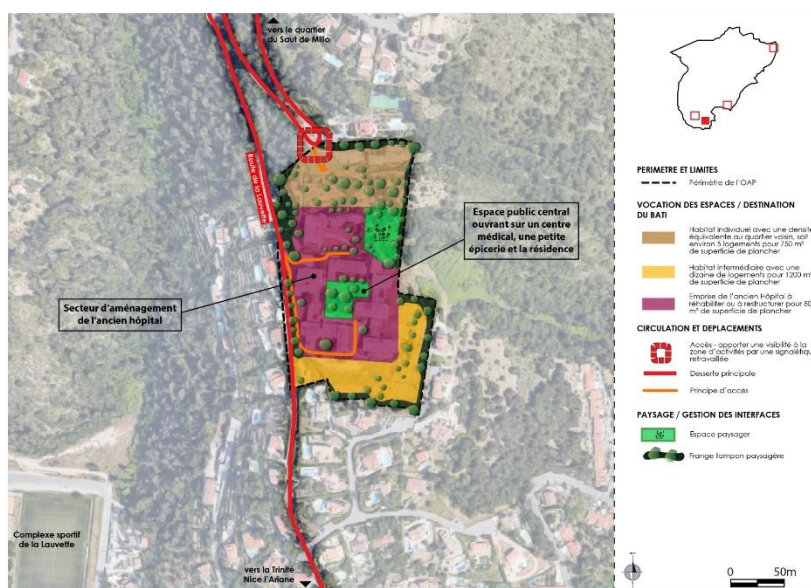 vers le quartier
du Saut de Millo
Route de la Lauvette
Espace public central
ouvrant sur un centre
médical, une petite
épicerie et la résidence
Secteur d'aménagement
de l'ancien hôpital
Complexe sportif
de la Lauvette
vers la Trinité
Nice l'Ariane
PERIMETRE ET LIMITES
Périmètre de l'OAP
VOCATION DES ESPACES / DESTINATION
DU BATI
Habitat individuel avec une densité
équivalente au quartier voisin, soit
environ 5 logements pour 750 m²
de superficie de plancher
Habitat intermédiaire avec une
dizaine de logements pour 1200 m²
de superficie de plancher
Emprise de l'ancien Hôpital à
réhabiliter ou à restructurer pour
m² de superficie de plancher
CIRCULATION ET DEPLACEMENTS
Accès - apporter une visibilité à la
zone d'activités par une signalétique
retravaillée
Desserte principale
Principe d'accès
PAYSAGE / GESTION DES INTERFACES
Espace paysager
Frange tampon paysagère
0 50m